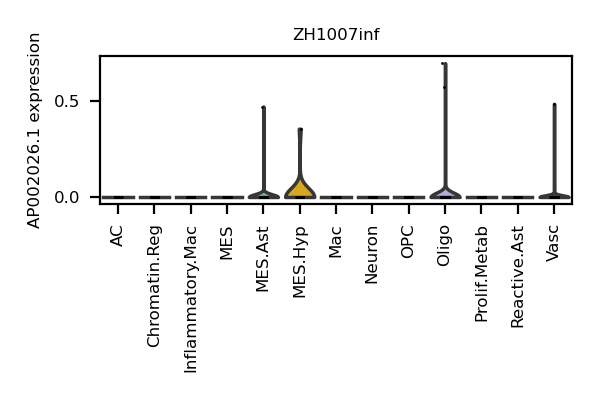 ZH1007inf
AP002026.1 expression
0.5
0.0
AC
Chromatin.Reg
Inflammatory.Mac
MES
MES.Ast
MES.Hyp
Mac
Neuron
OPC
Oligo
Prolif.Metab
Reactive.Ast
Vasc